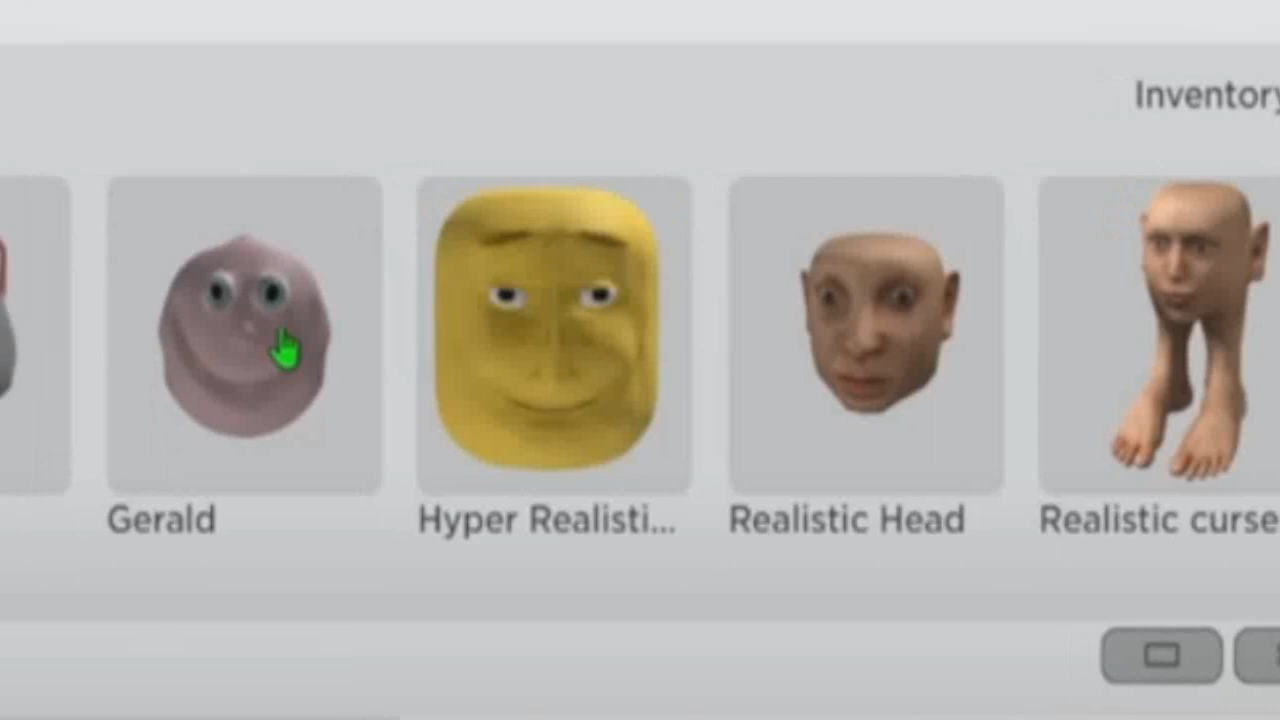 Inventory
Gerald
Hyper Realisti...
Realistic Head
Realistic curse